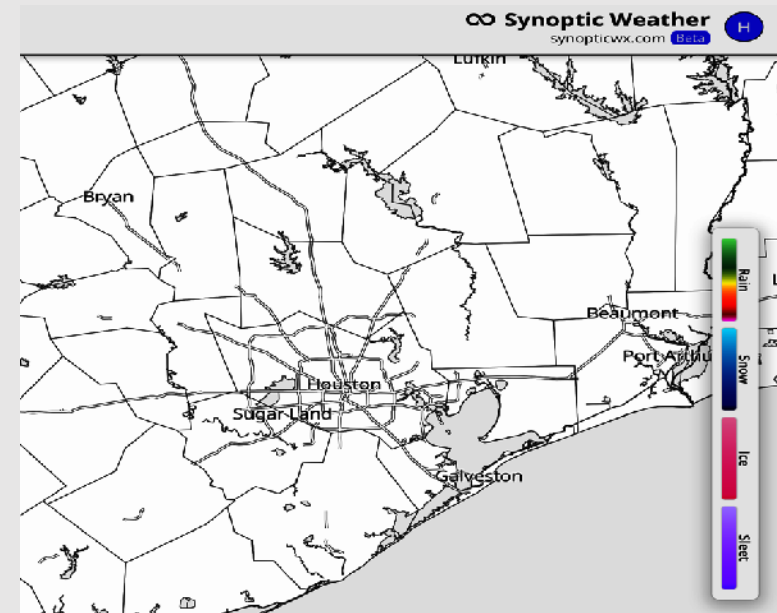 Synoptic Weather
synopticwx.com Beta
H
Lufkin
Bryan
Rain
Beaumont
Port Arthu
Snow
Houston
Sugar Land
Ice
Galveston
Sleet